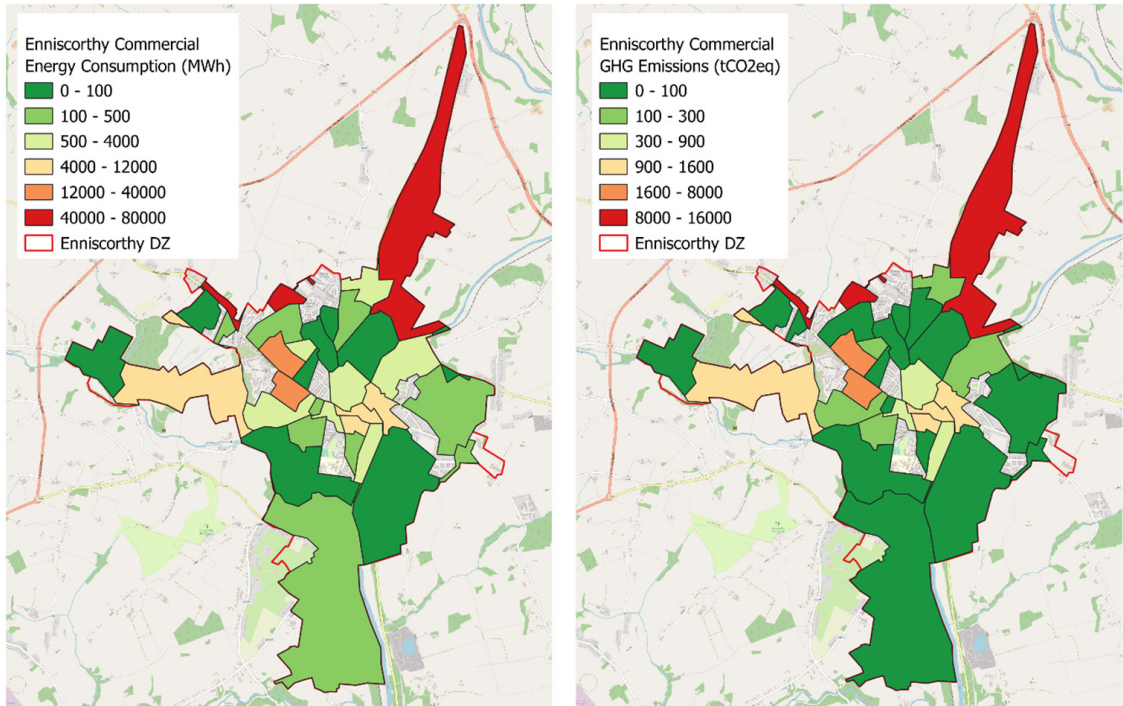 Enniscorthy Commercial
Energy Consumption (MWh)
0 - 100
100 - 500
500 - 4000
4000 - 12000
12000 - 40000
40000 - 80000
Enniscorthy DZ
Enniscorthy Commercial
GHG Emissions (tCO2eq)
0 - 100
100 - 300
300 - 900
900 - 1600
1600 - 8000
8000 - 16000
Enniscorthy DZ